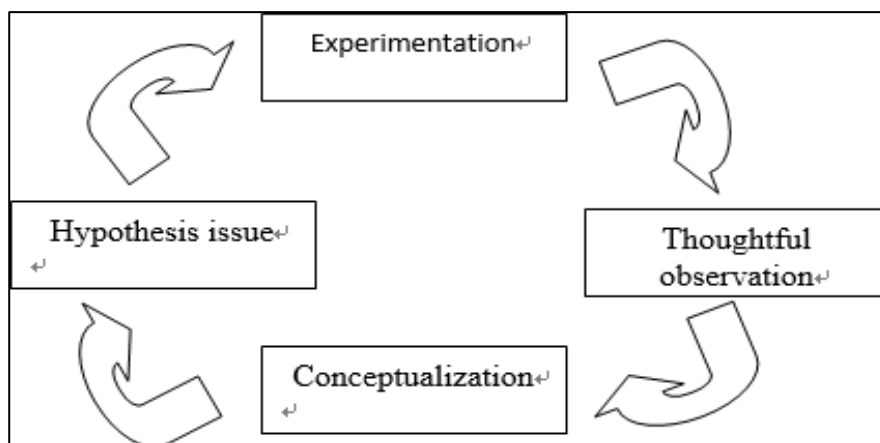 Experimentation
Hypothesis issue
Thoughtful
observation
Conceptualization